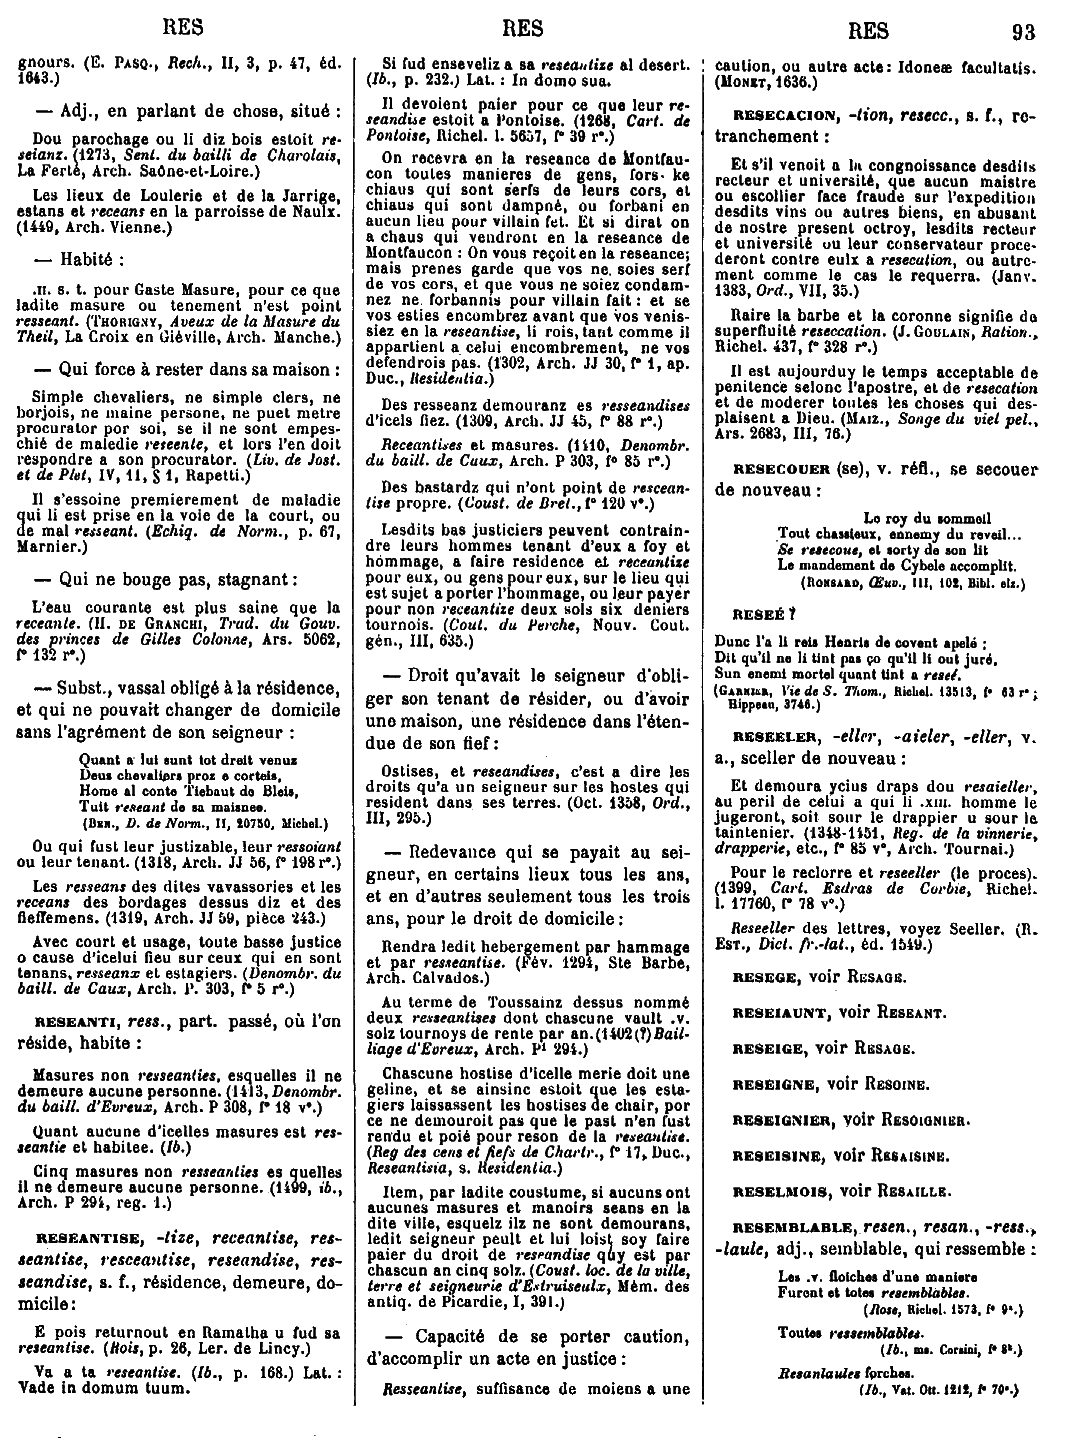 RES
RES
RES 93
gnours. (E. PASQ., Rech., II, 3, p. 47, éd.
1643.)
— Adj., en parlant de chose, situé :
Dou parochage ou li diz bois estoit re-
seianz. (1273, Sent. du bailli de Charolais,
La Ferté, Arch. Saône-et-Loire.)
Les lieux de Loulerie et de la Jarrige,
estans et receans en la parroisse de Naulx.
(1449, Arch. Vienne.)
— Habité :
.II. s. t. pour Gaste Masure, pour ce que
ladite masure ou tenement n'est point
resseant. (THORIGNY, Aveux de la Masure du
Theil, La Croix en Giéville, Arch. Manche.)
— Qui force à rester dans sa maison :
Simple chevaliers, ne simple clers, ne
borjois, ne maine persone, ne puet metre
procurator por soi, se il ne sont empes-
chié de maledie reseente, et lors l'en doit
respondre a son procurator. (Liv. de Jost.
et de Plet, IV, 11, § 1, Rapetti.)
Il s'essoine premierement de maladie
qui li est prise en la voie de la court, ou
de mal resseant. (Echiq. de Norm., p. 67,
Marnier.)
— Qui ne bouge pas, stagnant :
L'eau courante est plus saine que la
receante. (H. DE GRANCHI, Trad. du Gouv.
des princes de Gilles Colonne, Ars. 5062,
f° 132 r°.)
— Subst., vassal obligé à la résidence,
et qui ne pouvait changer de domicile
sans l'agrément de son seigneur :
Quant a lui sunt tot dreit venuz
Deus chevaliers proz e corteis,
Home al conte Tiebaut de Bleis,
Tuit reseant de sa maisnee.
(BEN., D. de Norm., II, 20750, Michel.)
Ou qui fust leur justizable, leur ressoiant
ou leur tenant. (1318, Arch. JJ 56, f° 198 r°.)
Les resseans des dites vavassories et les
receans des bordages dessus diz et des
fieffemens. (1319, Arch. JJ 59, pièce 243.)
Avec court et usage, toute basse justice
o cause d'icelui fieu sur ceux qui en sont
tenans, resseanx et estagiers. (Denombr. du
baill. de Caux, Arch. P. 303, f° 5 r°.)
RESEANTI, ress., part. passé, où l'on
réside, habite :
Masures non resseanties, esquelles il ne
demeure aucune personne. (1413, Denombr.
du baill. d'Evreux, Arch. P 308, f° 18 v°.)
Quant aucune d'icelles masures est res-
seantie et habitee. (Ib.)
Cinq masures non resseanties es quelles
il ne demeure aucune personne. (1499, ib.,
Arch. P 294, reg. 1.)
RESEANTISE, -tize, receantise, res-
seantise, resceantise, reseandise, res-
seandise, s. f., résidence, demeure, do-
micile :
E pois returnout en Ramatha u fud sa
reseantise. (Rois, p. 26, Ler. de Lincy.)
Va a ta reseantise. (Ib., p. 168.) Lat. :
Vade in domum tuum.
Si fud enseveliz a sa reseantize al desert.
(Ib., p. 232.) Lat. : In domo sua.
Il devoient paier pour ce que leur re-
seandise estoit a Pontoise. (1268, Cart. de
Pontoise, Richel. l. 5657, f° 39 r°.)
On recevra en la reseance de Montfau-
con toutes manieres de gens, fors ke
chiaus qui sont serfs de leurs cors, et
chiaus qui sont dampné, ou forbani en
aucun lieu pour villain fet. Et si dirat on
a chaus qui vendront en la reseance de
Montfaucon : On vous reçoit en la reseance;
mais prenes garde que vos ne soies serf
de vos cors, et que vous ne soiez condam-
nez ne forbannis pour villain fait : et se
vos esties encombrez avant que vos venis-
siez en la reseantise, li rois, tant comme il
appartient a celui encombrement, ne vos
defendrois pas. (1302, Arch. JJ 30, f° 1, ap.
Duc., Residentia.)
Des resseanz demouranz es resseandises
d'icels fiez. (1309, Arch. JJ 45, f° 88 r°.)
Receantises et masures. (1410, Denombr.
du baill. de Caux, Arch. P 303, f° 85 r°.)
Des bastardz qui n'ont point de rescean-
tise propre. (Coust. de Bret., f° 120 v°.)
Lesdits bas justiciers peuvent contrain-
dre leurs hommes tenant d'eux a foy et
hommage, a faire residence et receantize
pour eux, ou gens pour eux, sur le lieu qui
est sujet a porter l'hommage, ou leur payer
pour non receantize deux sols six deniers
tournois. (Cout. du Perche, Nouv. Cout.
gén., III, 635.)
— Droit qu'avait le seigneur d'obli-
ger son tenant de résider, ou d'avoir
une maison, une résidence dans l'éten-
due de son fief :
Ostises, et reseandises, c'est a dire les
droits qu'a un seigneur sur les hostes qui
resident dans ses terres. (Oct. 1358, Ord.,
III, 295.)
— Redevance qui se payait au sei-
gneur, en certains lieux tous les ans,
et en d'autres seulement tous les trois
ans, pour le droit de domicile :
Rendra ledit hebergement par hammage
et par resseantise. (Fév. 1294, Ste Barbe,
Arch. Calvados.)
Au terme de Toussainz dessus nommé
deux resseantises dont chascune vault .v.
solz tournoys de rente par an. (1402 (?) Bail-
liage d'Evreux, Arch. P¹ 294.)
Chascune hostise d'icelle merie doit une
geline, et se ainsinc estoit que les esta-
giers laissassent les hostises de chair, por
ce ne demouroit pas que le past n'en fust
rendu et poié pour reson de la reseantise.
(Reg des cens et fiefs de Chartr., f° 17, Duc.,
Reseantisia, s. Residentia.)
Item, par ladite coustume, si aucuns ont
aucunes masures et manoirs seans en la
dite ville, esquelz ilz ne sont demourans,
ledit seigneur peult et lui loist soy faire
paier du droit de reseandise quy est par
chascun an cinq solz. (Coust. loc. de la ville,
terre et seigneurie d'Estruiseulx, Mém. des
antiq. de Picardie, I, 391.)
— Capacité de se porter caution,
d'accomplir un acte en justice :
Resseantise, suffisance de moiens a une
caution, ou autre acte : Idoneæ facultatis.
(MONET, 1636.)
RESECACION, -tion, resecc., s. f., re-
tranchement :
Et s'il venoit a la congnoissance desdits
recteur et université, que aucun maistre
ou escollier face fraude sur l'expedition
desdits vins ou autres biens, en abusant
de nostre present octroy, lesdits recteur
et université ou leur conservateur proce-
deront contre eulx a resecution, ou autre-
ment comme le cas le requerra. (Janv.
1383, Ord., VII, 35.)
Raire la barbe et la coronne signifie da
superfluité reseccation. (J. GOULAIN, Ration.,
Richel. 437, f° 328 r°.)
Il est aujourduy le temps acceptable de
penitence selonc l'apostre, et de resecation
et de moderer toutes les choses qui des-
plaisent a Dieu. (MAIZ., Songe du viel pel.,
Ars. 2683, III, 76.)
RESECOUER (se), v. réfl., se secouer
de nouveau :
Le roy du sommeil
Tout chassieux, ennemy du reveil...
Se resecoue, et sorty de son lit
Le mandement de Cybele accomplit.
(RONSARD, Œuv., III, 102, Bibl. elz.)
RESEÉ ?
Dunc l'a li reis Henris de covent apelé :
Dit qu'il ne li tint pas ço qu'il li out juré,
Sun enemi mortel quant tint a reseé.
(GARNIER, Vie de S. Thom., Richel. 13513, f° 63 r° ;
Hippeau, 3746.)
RESEELER, -eller, -aieler, -eller, v.
a., sceller de nouveau :
Et demoura ycius draps dou resaieller,
au peril de celui a qui li .XIII. homme le
jugeront, soit sour le drappier u sour le
taintenier. (1348-1451, Reg. de la vinnerie,
drapperie, etc., f° 85 v°, Arch. Tournai.)
Pour le reclorre et reseeller (le proces).
(1399, Cart. Esdras de Corbie, Richel.
l. 17760, f° 78 v°.)
Reseeller des lettres, voyez Seeller. (R.
EST., Dict. fr.-lat., éd. 1549.)
RESEGE, voir RESAGE.
RESEIAUNT, voir RESEANT.
RESEIGE, voir RESAGE.
RESEIGNE, voir RESOINE.
RESEIGNIER, voir RESOIGNIER.
RESEISINE, voir RESAISINE.
RESELMOIS, voir RESAILLE.
RESEMBLABLE, resen., resan., -ress.,
-laule, adj., semblable, qui ressemble :
Les .v. floiches d'une maniere
Furent et totes resemblables.
(Rose, Richel. 1573, f° 9ª.)
Toutes ressemblables.
(Ib., ms. Corsini, f° 8ᵇ.)
Resanlaules forches.
(Ib., Vat. Ott. 1212, f° 70ª.)